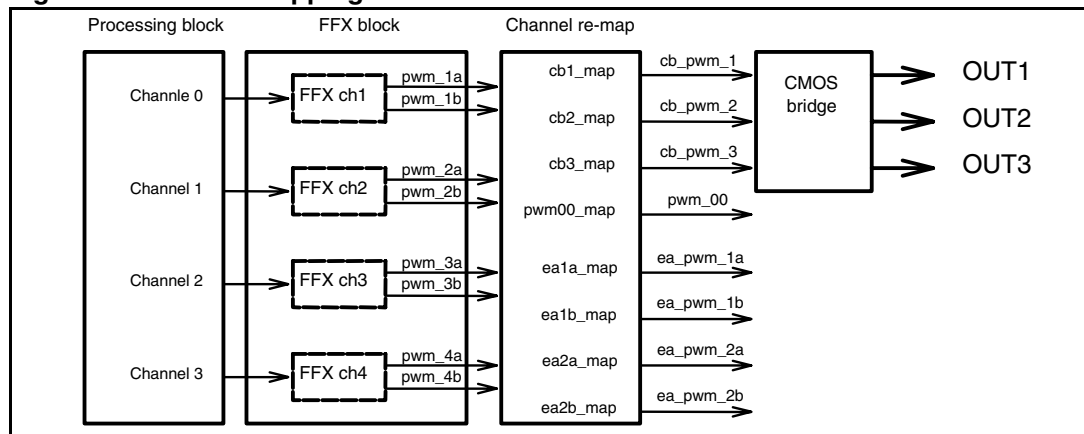 Processing block
FFX block
Channel re-map
Channle 0
Channel 1
Channel 2
Channel 3
FFX ch1
FFX ch2
FFX ch3
FFX ch4
pwm_1a
pwm_1b
pwm_2a
pwm_2b
pwm_3a
pwm_3b
pwm_4a
pwm_4b
cb1_map
cb2_map
cb3_map
pwm00_map
ea1a_map
ea1b_map
ea2a_map
ea2b_map
cb_pwm_1
cb_pwm_2
cb_pwm_3
pwm_00
ea_pwm_1a
ea_pwm_1b
ea_pwm_2a
ea_pwm_2b
CMOS
bridge
OUT1
OUT2
OUT3